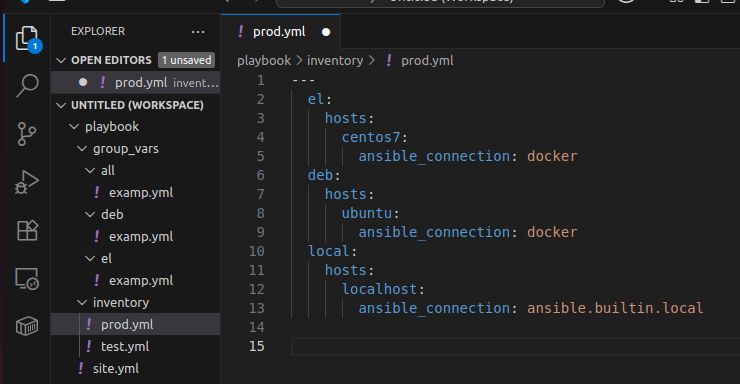 EXPLORER
···
OPEN EDITORS 1 unsaved
! prod.yml invent...
UNTITLED (WORKSPACE)
playbook
group_vars
all
! examp.yml
deb
! examp.yml
el
! examp.yml
inventory
! prod.yml
! test.yml
! site.yml
1
! prod.yml
playbook > inventory > ! prod.yml
1 ---
2 el:
3 hosts:
4 centos7:
5 ansible_connection: docker
6 deb:
7 hosts:
8 ubuntu:
9 ansible_connection: docker
10 local:
11 hosts:
12 localhost:
13 ansible_connection: ansible.builtin.local
14
15